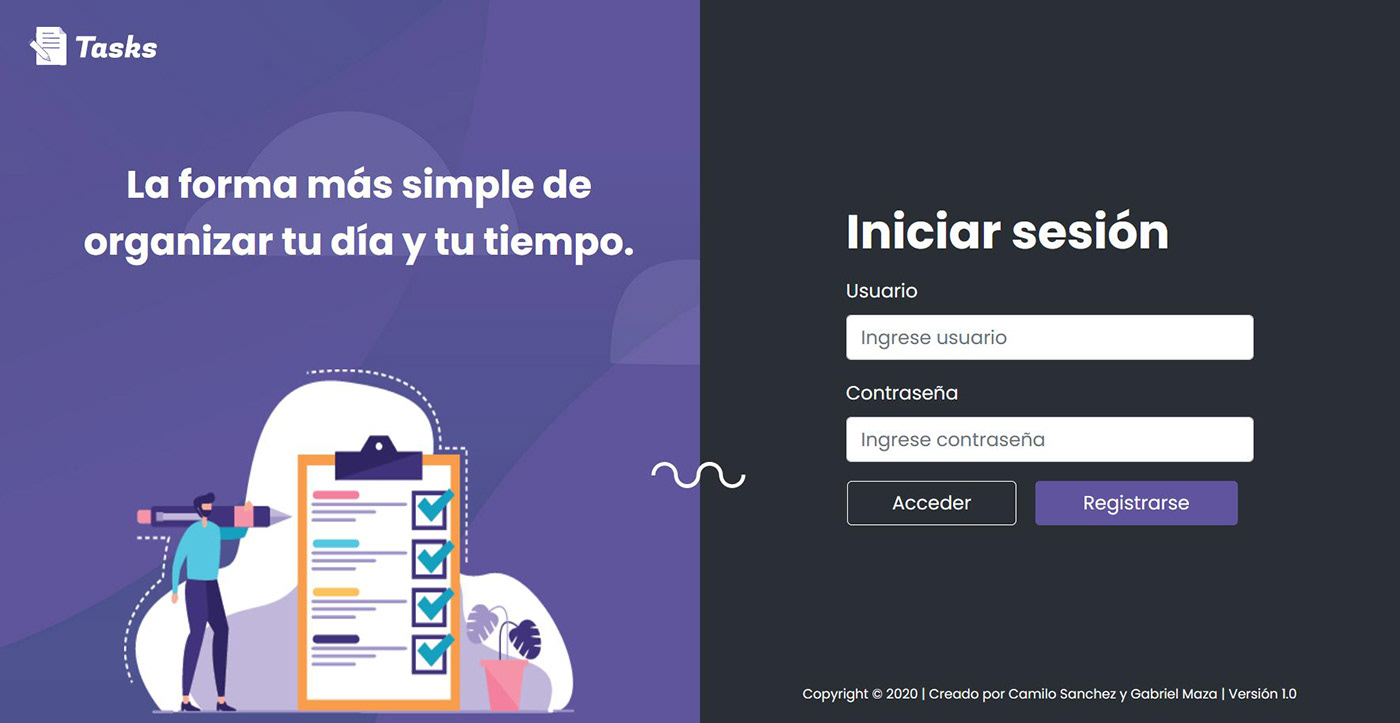 Tasks
La forma más simple de
organizar tu día y tu tiempo.
Iniciar sesión
Usuario
Ingrese usuario
Contraseña
Ingrese contraseña
Acceder
Registrarse
Copyright © 2020 | Creado por Camilo Sanchez y Gabriel Maza | Versión 1.0